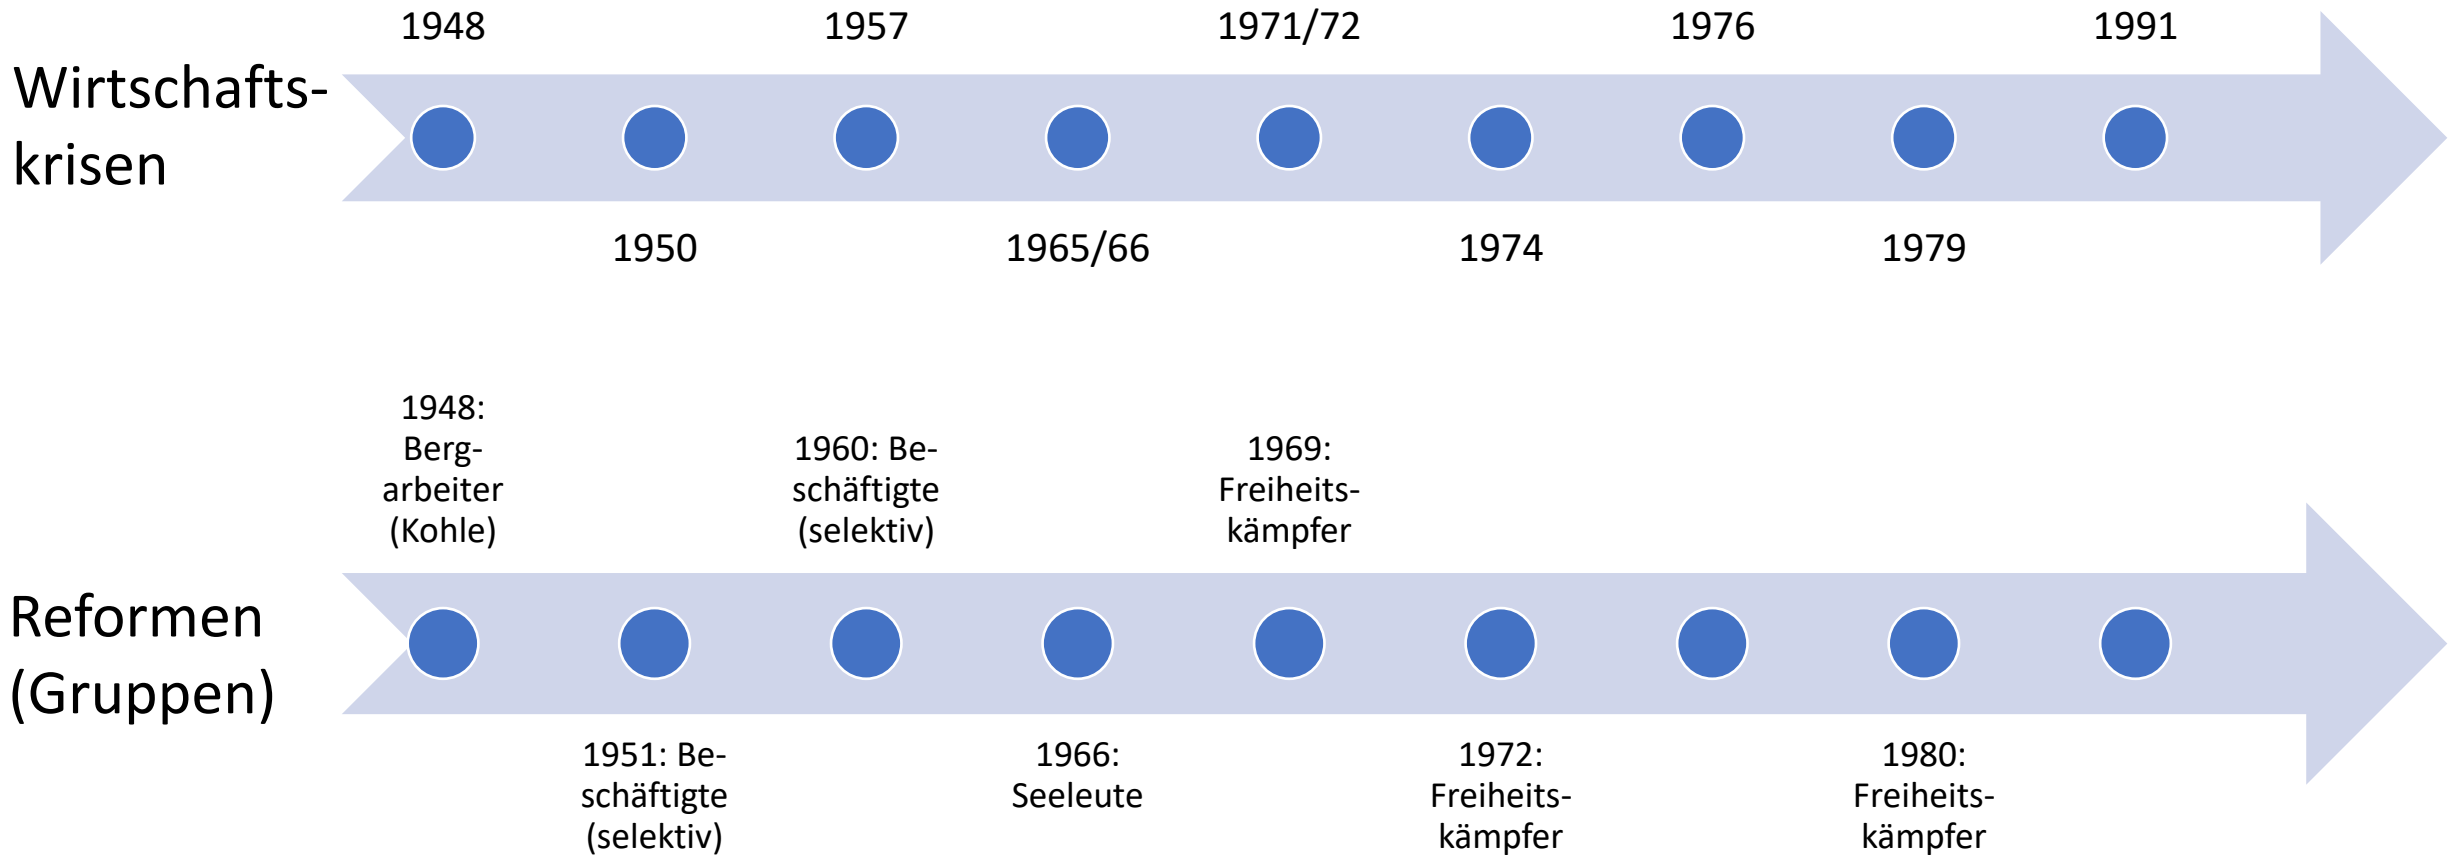 Wirtschafts-
krisen
1948
1957
1971/72
1976
1991
1950
1965/66
1974
1979
Reformen
(Gruppen)
1948:
Berg-
arbeiter
(Kohle)
1960: Be-
schäftigte
(selektiv)
1969:
Freiheits-
kämpfer
1951: Be-
schäftigte
(selektiv)
1966:
Seeleute
1972:
Freiheits-
kämpfer
1980:
Freiheits-
kämpfer